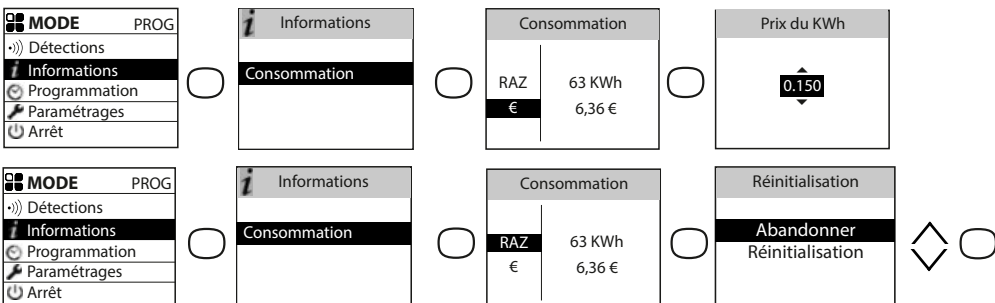 MODE PROG
Détections
Informations
Programmation
Paramétrages
Arrêt
i Informations
Consommation
Consommation
RAZ 63 KWh
€ 6,36 €
Prix du KWh
0.150
MODE PROG
Détections
Informations
Programmation
Paramétrages
Arrêt
i Informations
Consommation
Consommation
RAZ 63 KWh
€ 6,36 €
Réinitialisation
Abandonner
Réinitialisation